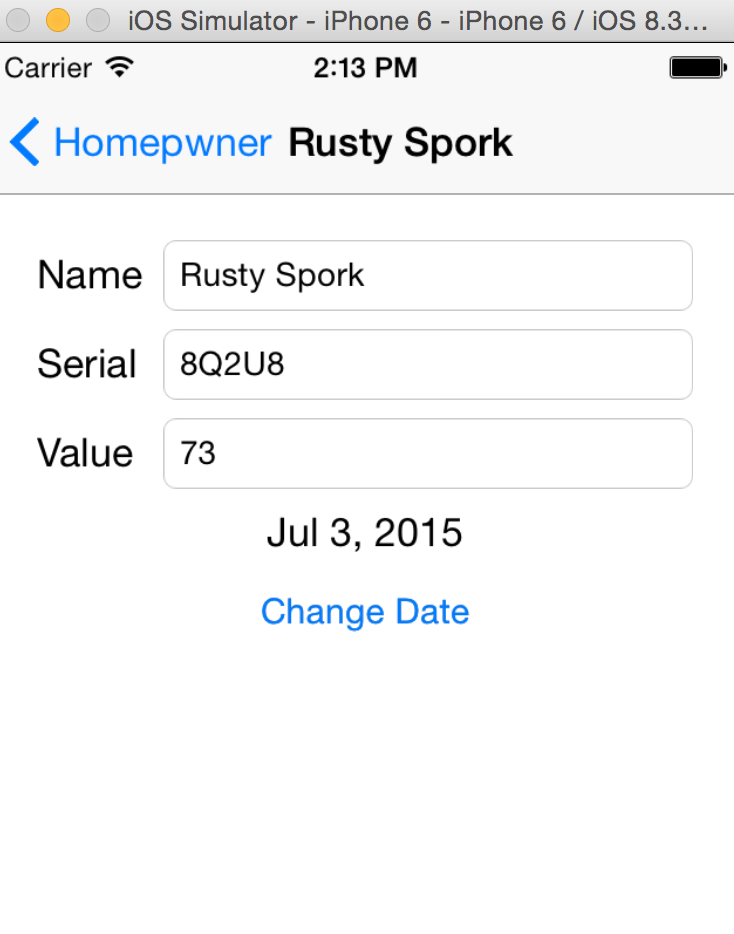 iOS Simulator - iPhone 6 - iPhone 6 / iOS 8.3...
Carrier 2:13 PM
Homepwner Rusty Spork
Name Rusty Spork
Serial 8Q2U8
Value 73
Jul 3, 2015
Change Date